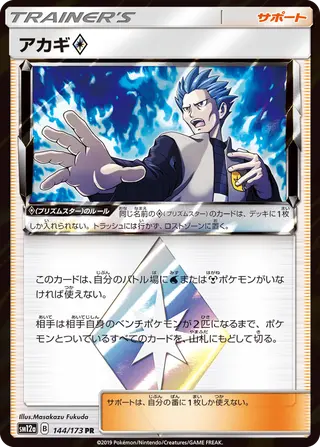 TRAINER'S
サポート
アカギ◇
◇(プリズムスター)のルール 同じ名前の◇(プリズムスター)のカードは、デッキに1枚
しか入れられない。トラッシュには行かず、ロストゾーンに置く。
このカードは、自分のバトル場に または ポケモンがいな
ければ使えない。
相手は相手自身のベンチポケモンが2匹になるまで、ポケ
モンとついているすべてのカードを、山札にもどして切る。
Illus.Masakazu Fukuda
サポートは、自分の番に1枚しか使えない。
SM12a B 144/173 PR
©2019 Pokémon/Nintendo/Creatures/GAME FREAK.